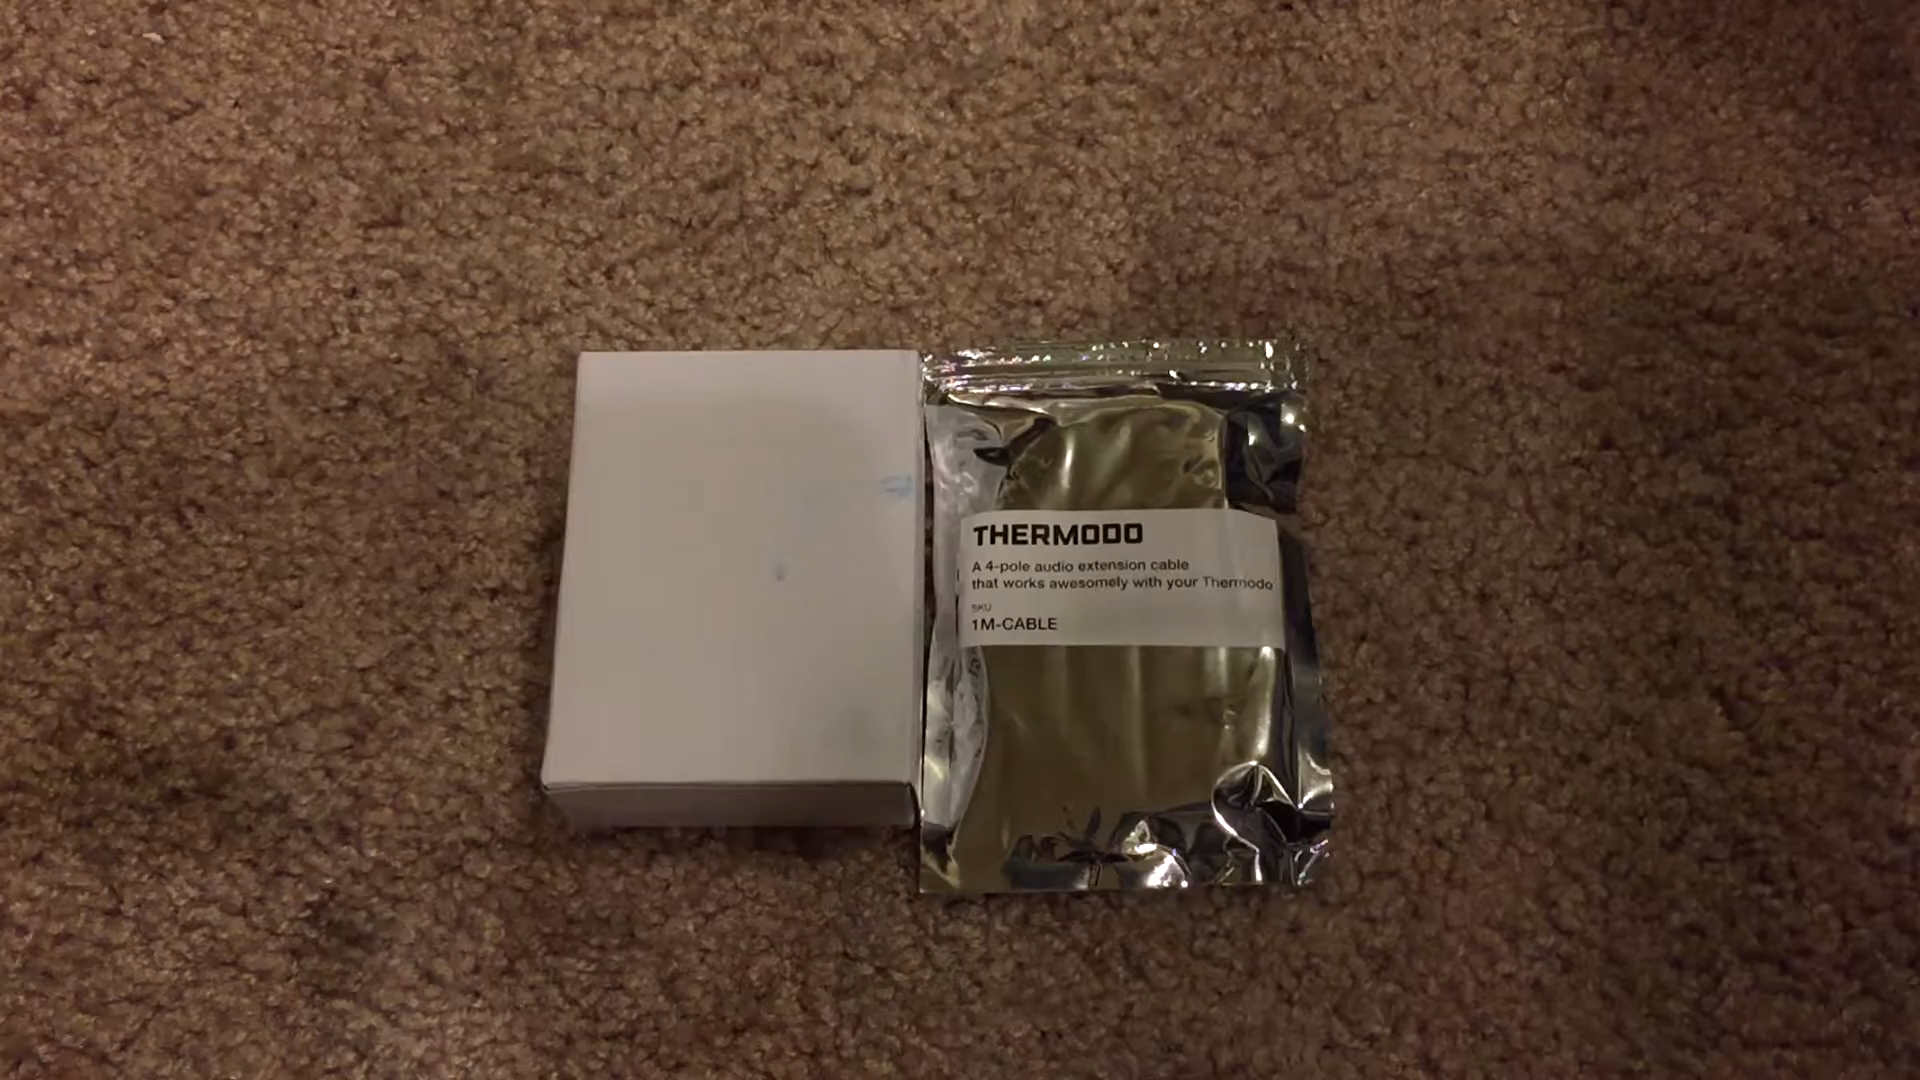 THERMODO
A 4-pole audio extension cable
that works awesomely with your Thermodo
SKU
1M-CABLE